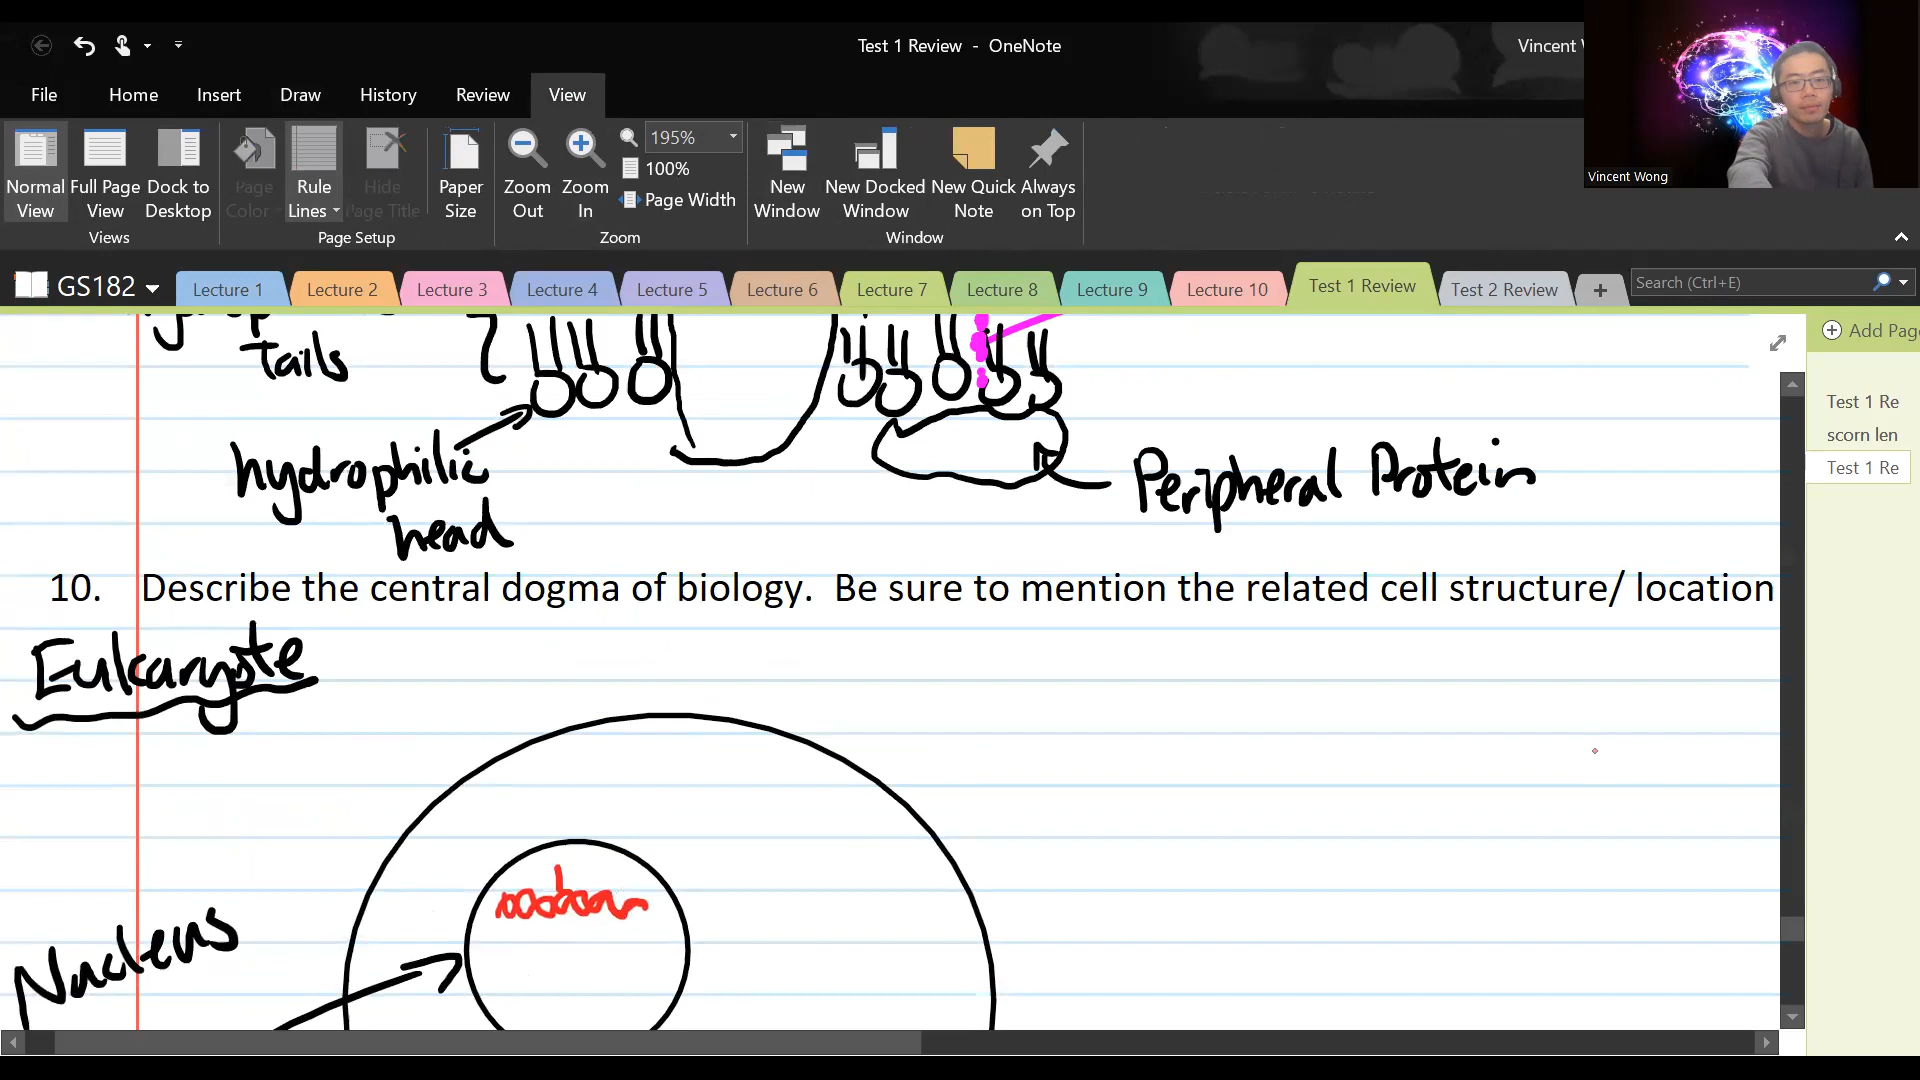 Test 1 Review - OneNote
Vincent W
Vincent Wong
File Home Insert Draw History Review View
195%
100%
Page Width
Normal View
Full Page View
Dock to Desktop
Page Color
Rule Lines
Hide Page Title
Paper Size
Zoom Out
Zoom In
New Window
New Docked Window
New Quick Note
Always on Top
Views
Page Setup
Zoom
Window
GS182
Lecture 1
Lecture 2
Lecture 3
Lecture 4
Lecture 5
Lecture 6
Lecture 7
Lecture 8
Lecture 9
Lecture 10
Test 1 Review
Test 2 Review
Search (Ctrl+E)
Add Pag
Test 1 Re
scorn len
Test 1 Re
tails
hydrophilic
head
Peripheral Protein
10. Describe the central dogma of biology. Be sure to mention the related cell structure/ location
Eukaryote
Nucleus